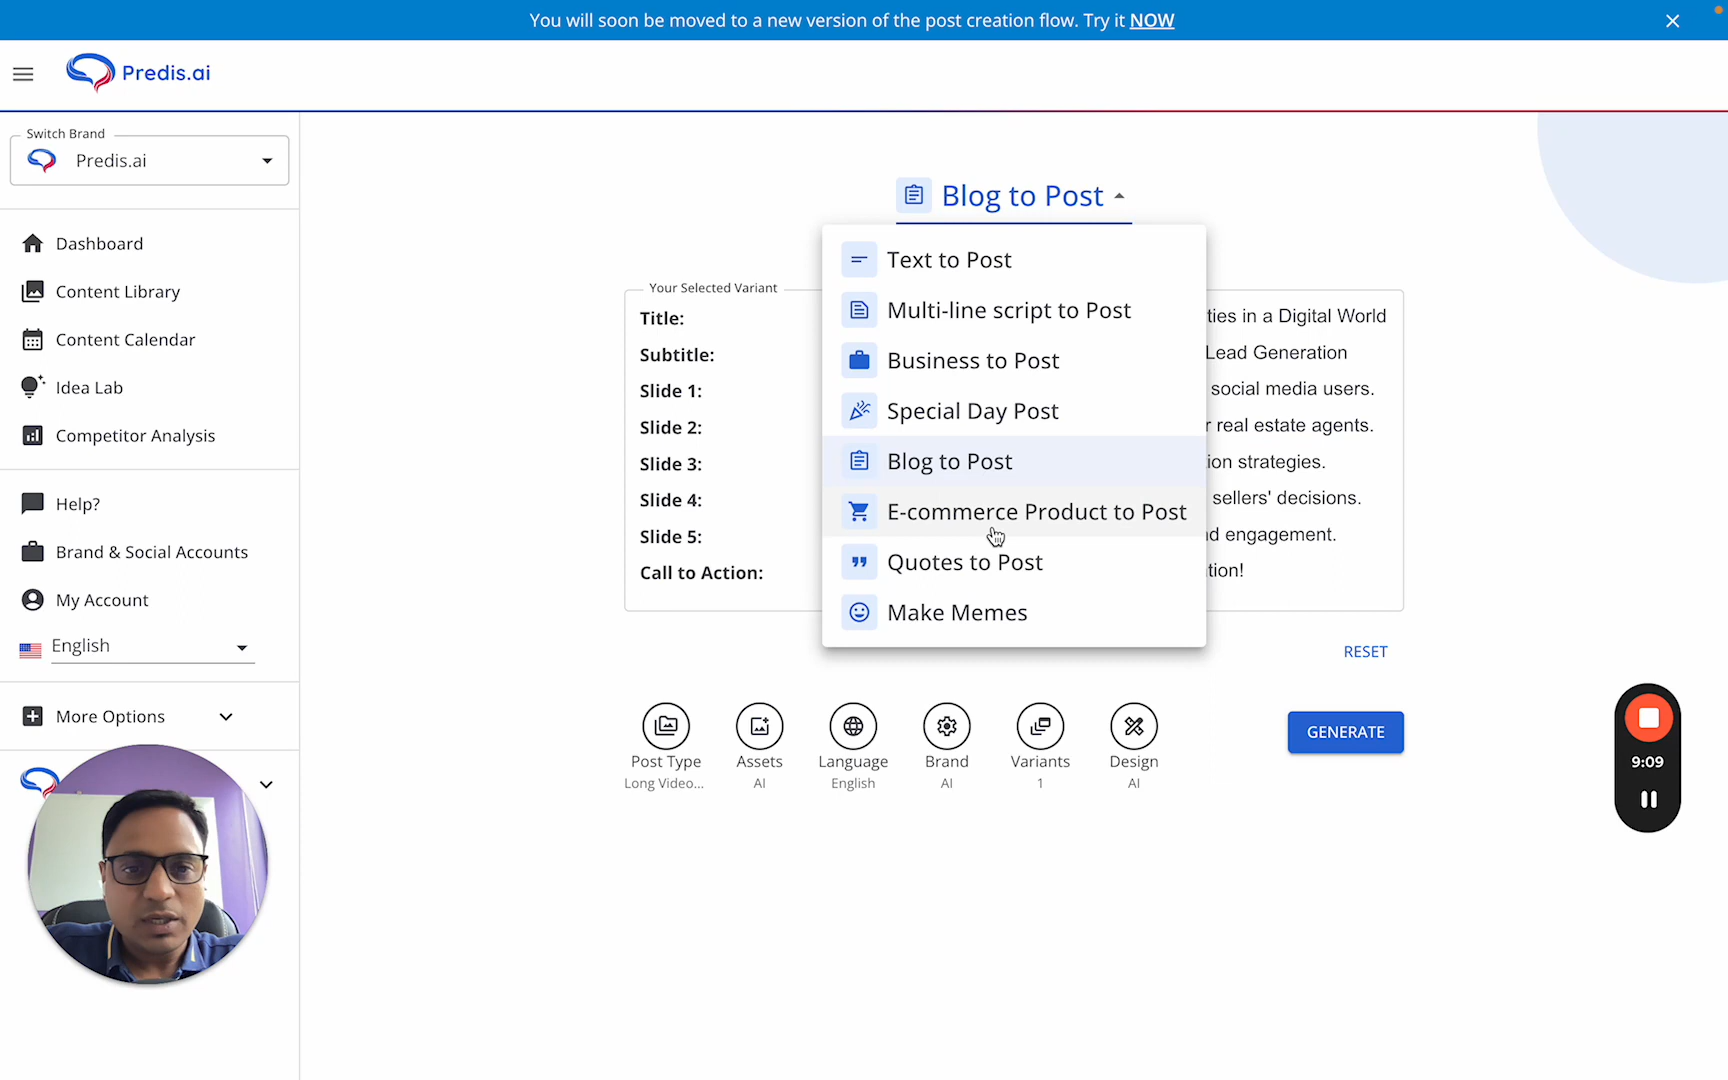 You will soon be moved to a new version of the post creation flow. Try it NOW
Predis.ai
Switch Brand
Predis.ai
Dashboard
Content Library
Content Calendar
Idea Lab
Competitor Analysis
Help?
Brand & Social Accounts
My Account
English
More Options
Blog to Post
Text to Post
Multi-line script to Post
Business to Post
Special Day Post
Blog to Post
E-commerce Product to Post
Quotes to Post
Make Memes
Your Selected Variant
Title:
Subtitle:
Slide 1:
Slide 2:
Slide 3:
Slide 4:
Slide 5:
Call to Action:
ties in a Digital World
Lead Generation
social media users.
r real estate agents.
ion strategies.
sellers' decisions.
d engagement.
tion!
RESET
Post Type
Long Video...
Assets
AI
Language
English
Brand
AI
Variants
1
Design
AI
GENERATE
9:09